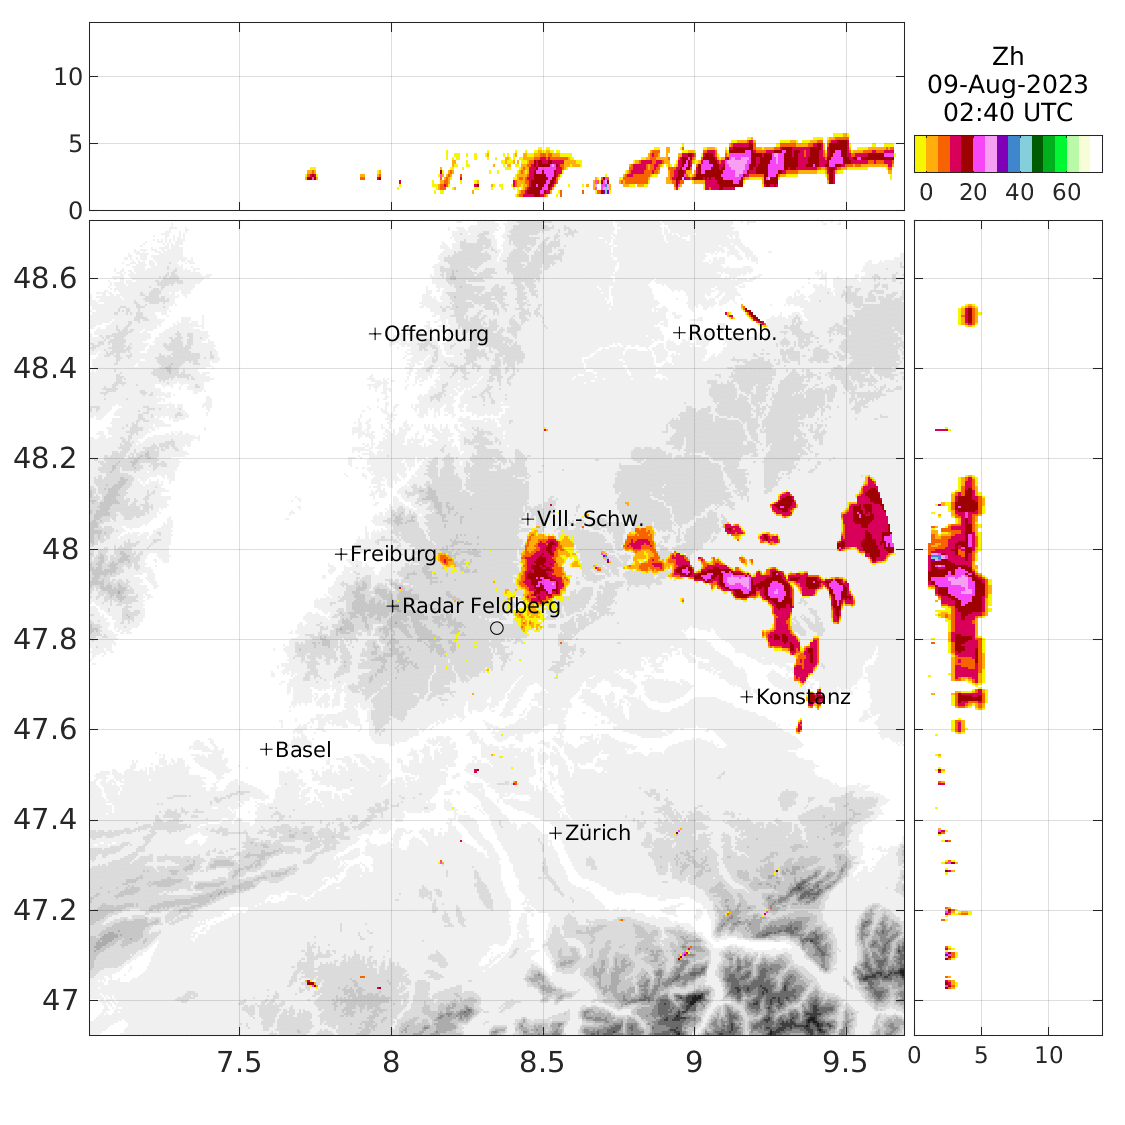 Zh
09-Aug-2023
02:40 UTC
10
5
0
0 20 40 60
48.6
48.4
48.2
48
47.8
47.6
47.4
47.2
47
+Offenburg
+Rottenb.
+Vill.-Schw.
+Freiburg
+Radar Feldberg
+Konstanz
+Basel
+Zürich
7.5 8 8.5 9 9.5
0 5 10